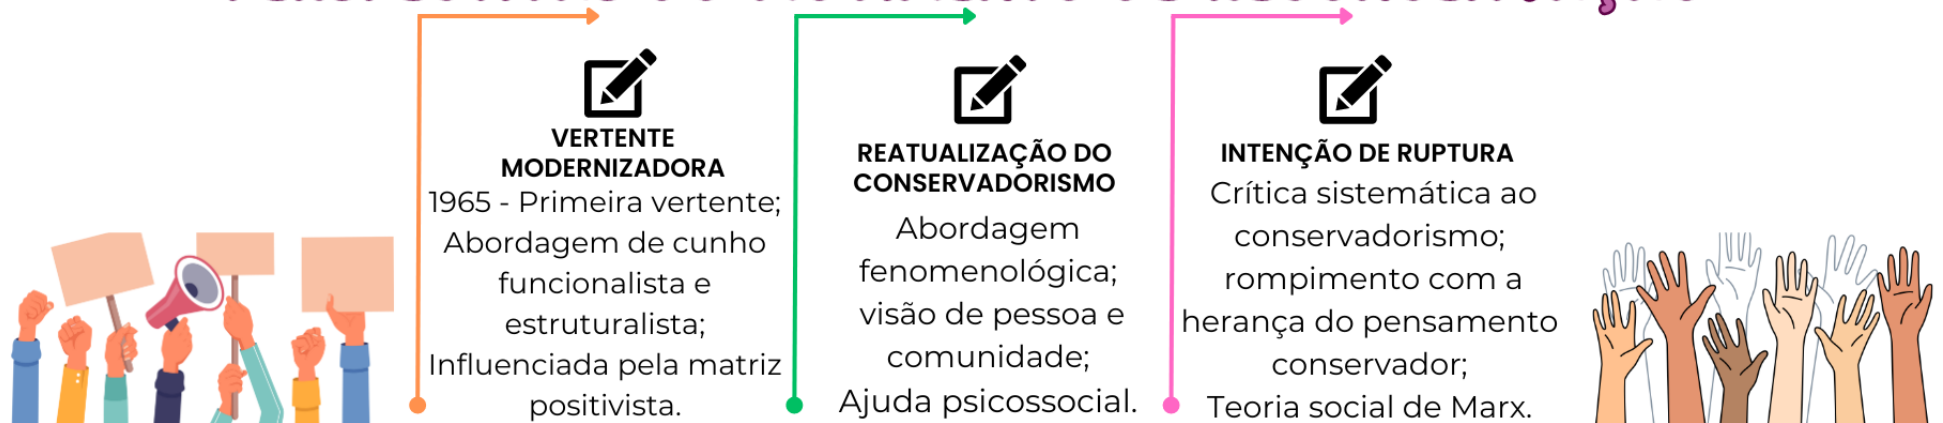 VERTENTE
MODERNIZADORA
1965 - Primeira vertente;
Abordagem de cunho
funcionalista e
estruturalista;
Influenciada pela matriz
positivista.
REATUALIZAÇÃO DO
CONSERVADORISMO
Abordagem
fenomenológica;
visão de pessoa e
comunidade;
Ajuda psicossocial.
INTENÇÃO DE RUPTURA
Crítica sistemática ao
conservadorismo;
rompimento com a
herança do pensamento
conservador;
Teoria social de Marx.